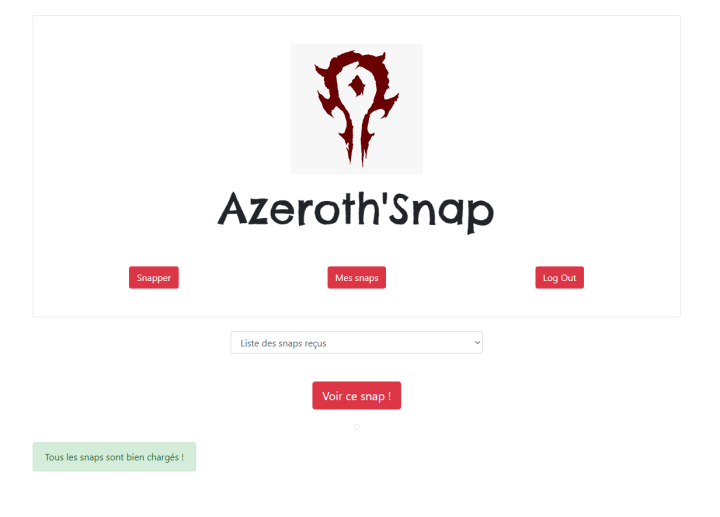 Azeroth'Snap
Snapper
Mes snaps
Log Out
Liste des snaps reçus
Voir ce snap !
Tous les snaps sont bien chargés !